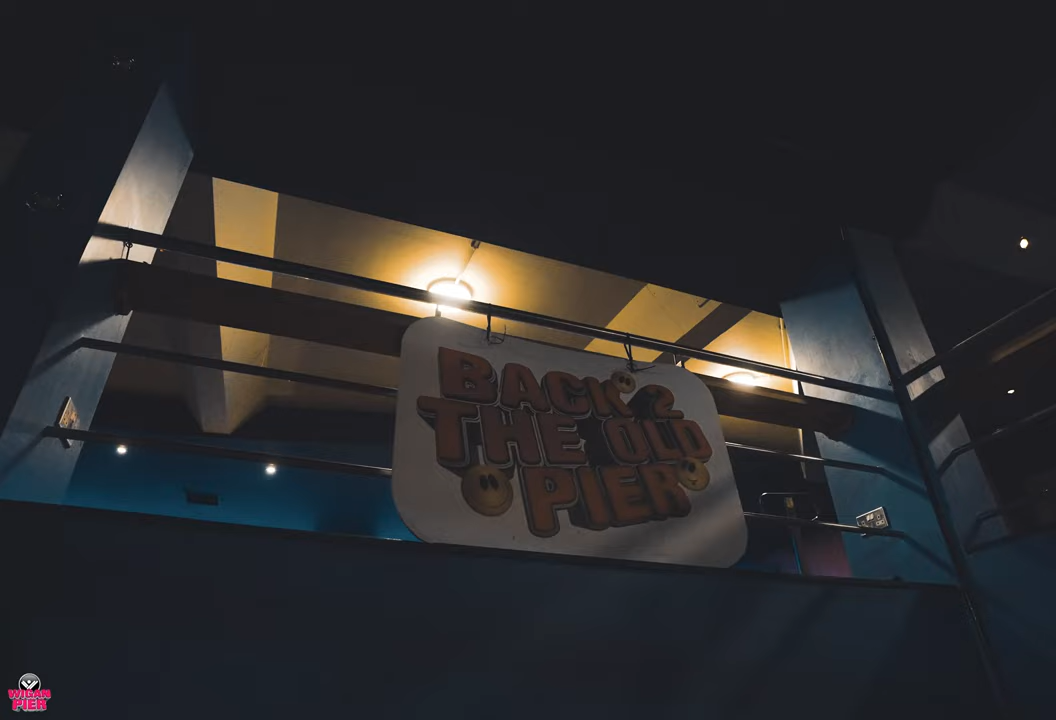 BACK 2
THE OLD
PIER
WIGAN
PIER